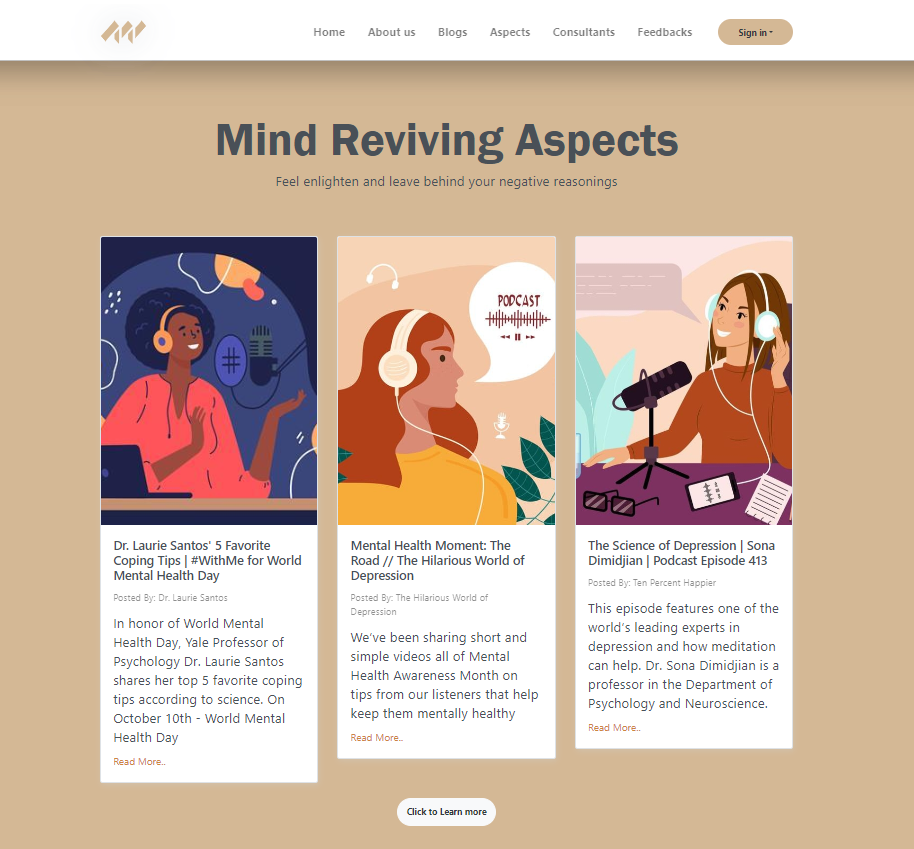 Home About us Blogs Aspects Consultants Feedbacks Sign in
Mind Reviving Aspects
Feel enlighten and leave behind your negative reasonings
PODCAST
Dr. Laurie Santos' 5 Favorite
Coping Tips | #WithMe for World
Mental Health Day
Posted By: Dr. Laurie Santos
In honor of World Mental
Health Day, Yale Professor of
Psychology Dr. Laurie Santos
shares her top 5 favorite coping
tips according to science. On
October 10th - World Mental
Health Day
Read More..
Mental Health Moment: The
Road // The Hilarious World of
Depression
Posted By: The Hilarious World of
Depression
We've been sharing short and
simple videos all of Mental
Health Awareness Month on
tips from our listeners that help
keep them mentally healthy
Read More..
The Science of Depression | Sona
Dimidjian | Podcast Episode 413
Posted By: Ten Percent Happier
This episode features one of the
world's leading experts in
depression and how meditation
can help. Dr. Sona Dimidjian is a
professor in the Department of
Psychology and Neuroscience.
Read More..
Click to Learn more